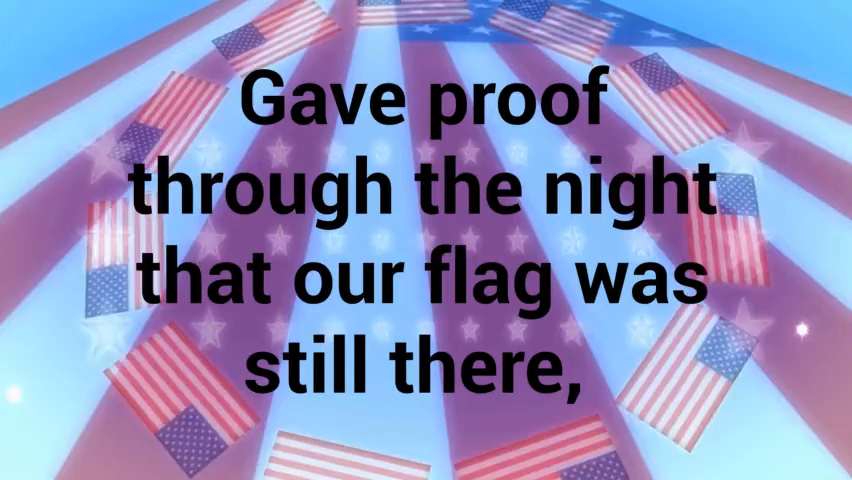 Gave proof
through the night
that our flag was
still there,